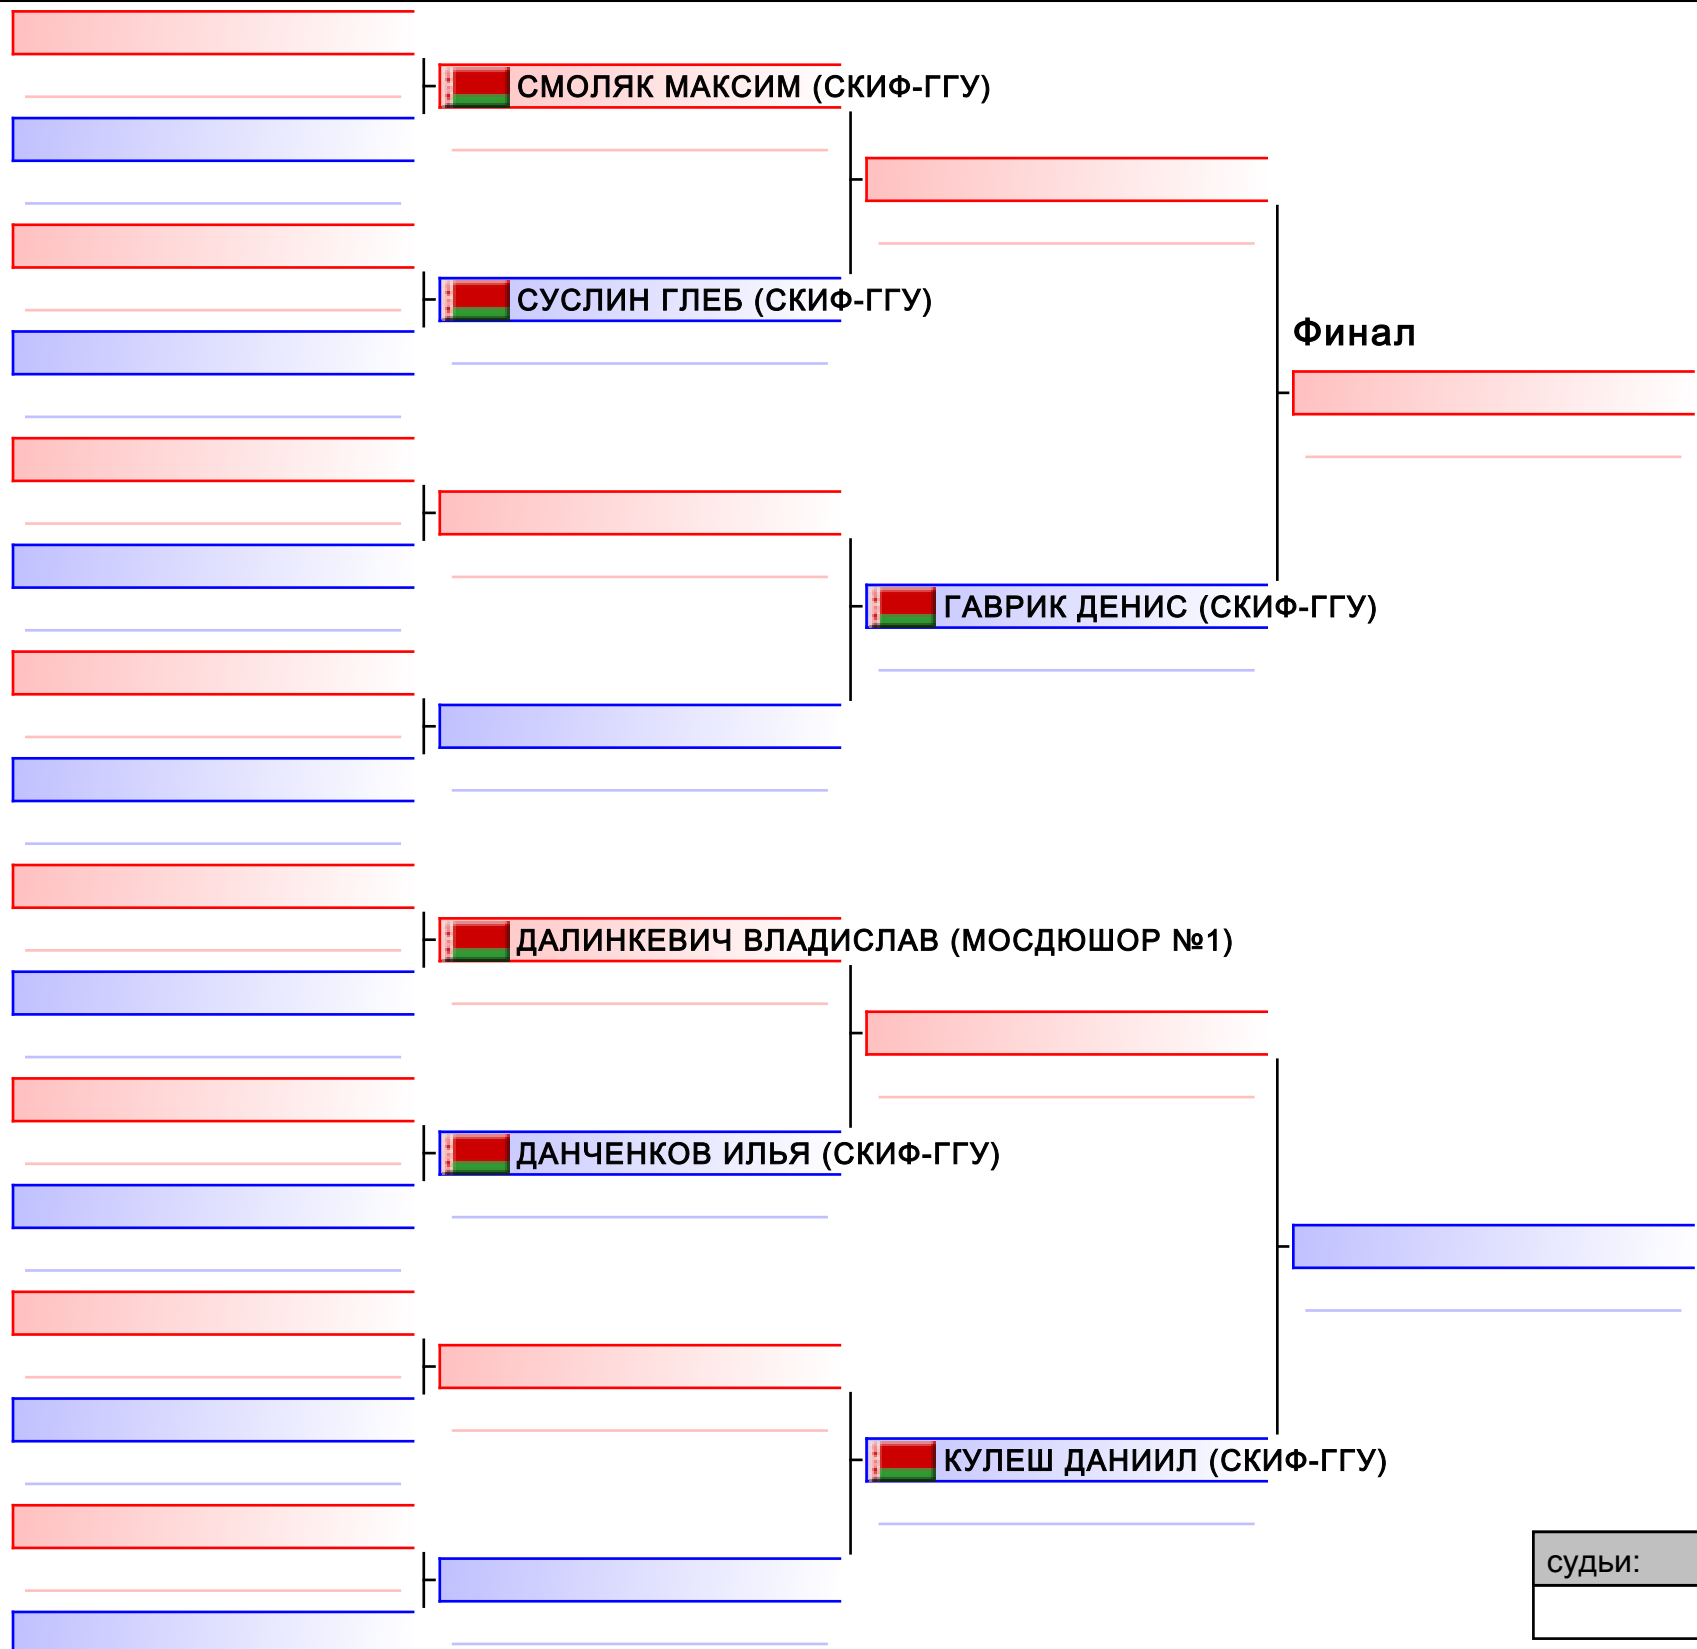 СМОЛЯК МАКСИМ (СКИФ-ГГУ)
СУСЛИН ГЛЕБ (СКИФ-ГГУ)
Финал
ГАВРИК ДЕНИС (СКИФ-ГГУ)
ДАЛИНКЕВИЧ ВЛАДИСЛАВ (МОСДЮШОР №1)
ДАНЧЕНКОВ ИЛЬЯ (СКИФ-ГГУ)
КУЛЕШ ДАНИИЛ (СКИФ-ГГУ)
судьи: